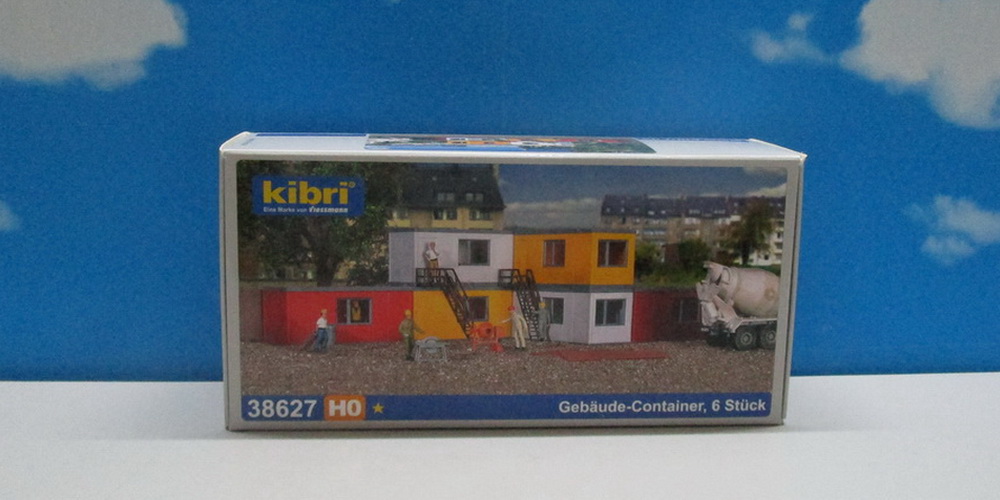 kibri®
Eine Marke von Viessmann
38627 H0
Gebäude-Container, 6 Stück